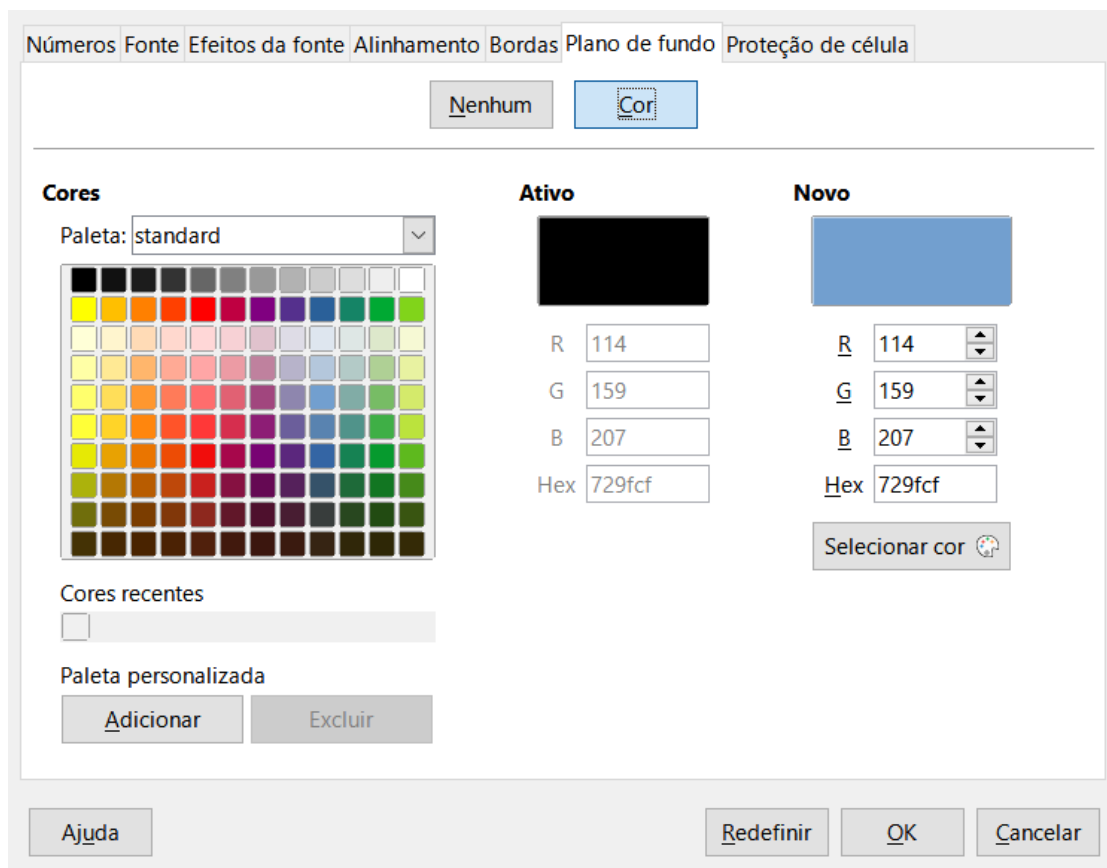 Números Fonte Efeitos da fonte Alinhamento Bordas Plano de fundo Proteção de célula
Nenhum Cor
Cores
Paleta: standard
Cores recentes
Paleta personalizada
Adicionar Excluir
Ativo
R 114
G 159
B 207
Hex 729fcf
Novo
R 114
G 159
B 207
Hex 729fcf
Selecionar cor
Ajuda Redefinir OK Cancelar